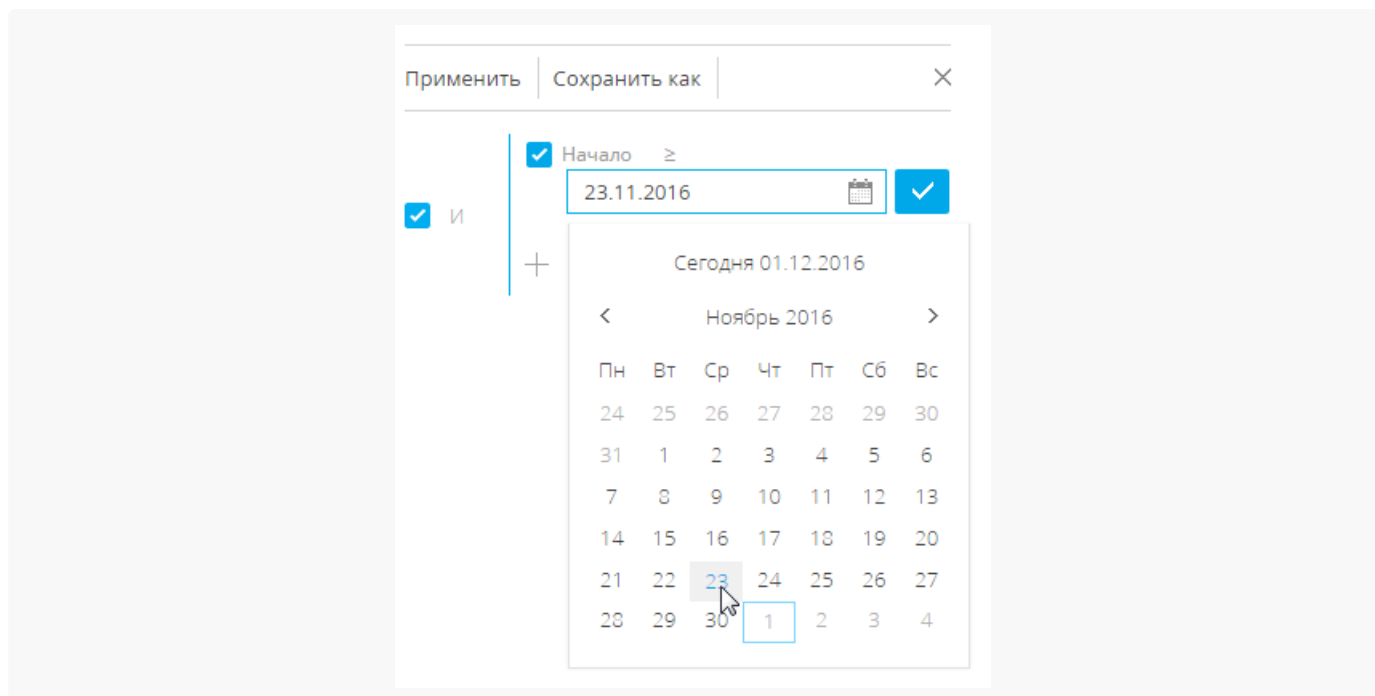 Применить Сохранить как
Начало ≥
23.11.2016
И
Сегодня 01.12.2016
Ноябрь 2016
Пн Вт Ср Чт Пт Сб Вс
24 25 26 27 28 29 30
31 1 2 3 4 5 6
7 8 9 10 11 12 13
14 15 16 17 18 19 20
21 22 23 24 25 26 27
28 29 30 1 2 3 4